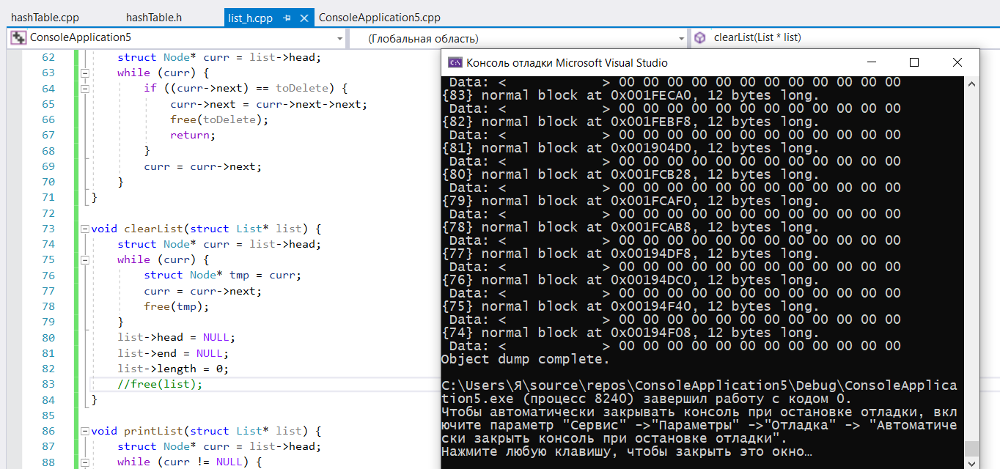 hashTable.cpp hashTable.h list_h.cpp ConsoleApplication5.cpp
ConsoleApplication5 (Глобальная область) clearList(List * list)
62 struct Node* curr = list->head;
63 while (curr) {
64 if ((curr->next) == toDelete) {
65 curr->next = curr->next->next;
66 free(toDelete);
67 return;
68 }
69 curr = curr->next;
70 }
71 }
72
73 void clearList(struct List* list) {
74 struct Node* curr = list->head;
75 while (curr) {
76 struct Node* tmp = curr;
77 curr = curr->next;
78 free(tmp);
79 }
80 list->head = NULL;
81 list->end = NULL;
82 list->length = 0;
83 //free(list);
84 }
85
86 void printList(struct List* list) {
87 struct Node* curr = list->head;
88 while (curr != NULL) {
C:\ Консоль отладки Microsoft Visual Studio
Data: < > 00 00 00 00 00 00 00 00 00 00 00 00
{83} normal block at 0x001FECA0, 12 bytes long.
Data: < > 00 00 00 00 00 00 00 00 00 00 00 00
{82} normal block at 0x001FEBF8, 12 bytes long.
Data: < > 00 00 00 00 00 00 00 00 00 00 00 00
{81} normal block at 0x001904D0, 12 bytes long.
Data: < > 00 00 00 00 00 00 00 00 00 00 00 00
{80} normal block at 0x001FCB28, 12 bytes long.
Data: < > 00 00 00 00 00 00 00 00 00 00 00 00
{79} normal block at 0x001FCAF0, 12 bytes long.
Data: < > 00 00 00 00 00 00 00 00 00 00 00 00
{78} normal block at 0x001FCAB8, 12 bytes long.
Data: < > 00 00 00 00 00 00 00 00 00 00 00 00
{77} normal block at 0x00194DF8, 12 bytes long.
Data: < > 00 00 00 00 00 00 00 00 00 00 00 00
{76} normal block at 0x00194DC0, 12 bytes long.
Data: < > 00 00 00 00 00 00 00 00 00 00 00 00
{75} normal block at 0x00194F40, 12 bytes long.
Data: < > 00 00 00 00 00 00 00 00 00 00 00 00
{74} normal block at 0x00194F08, 12 bytes long.
Data: < > 00 00 00 00 00 00 00 00 00 00 00 00
Object dump complete.
C:\Users\Я\source\repos\ConsoleApplication5\Debug\ConsoleApplica
tion5.exe (процесс 8240) завершил работу с кодом 0.
Чтобы автоматически закрывать консоль при остановке отладки, вкл
ючите параметр "Сервис" ->"Параметры" ->"Отладка" -> "Автоматиче
ски закрыть консоль при остановке отладки".
Нажмите любую клавишу, чтобы закрыть это окно…